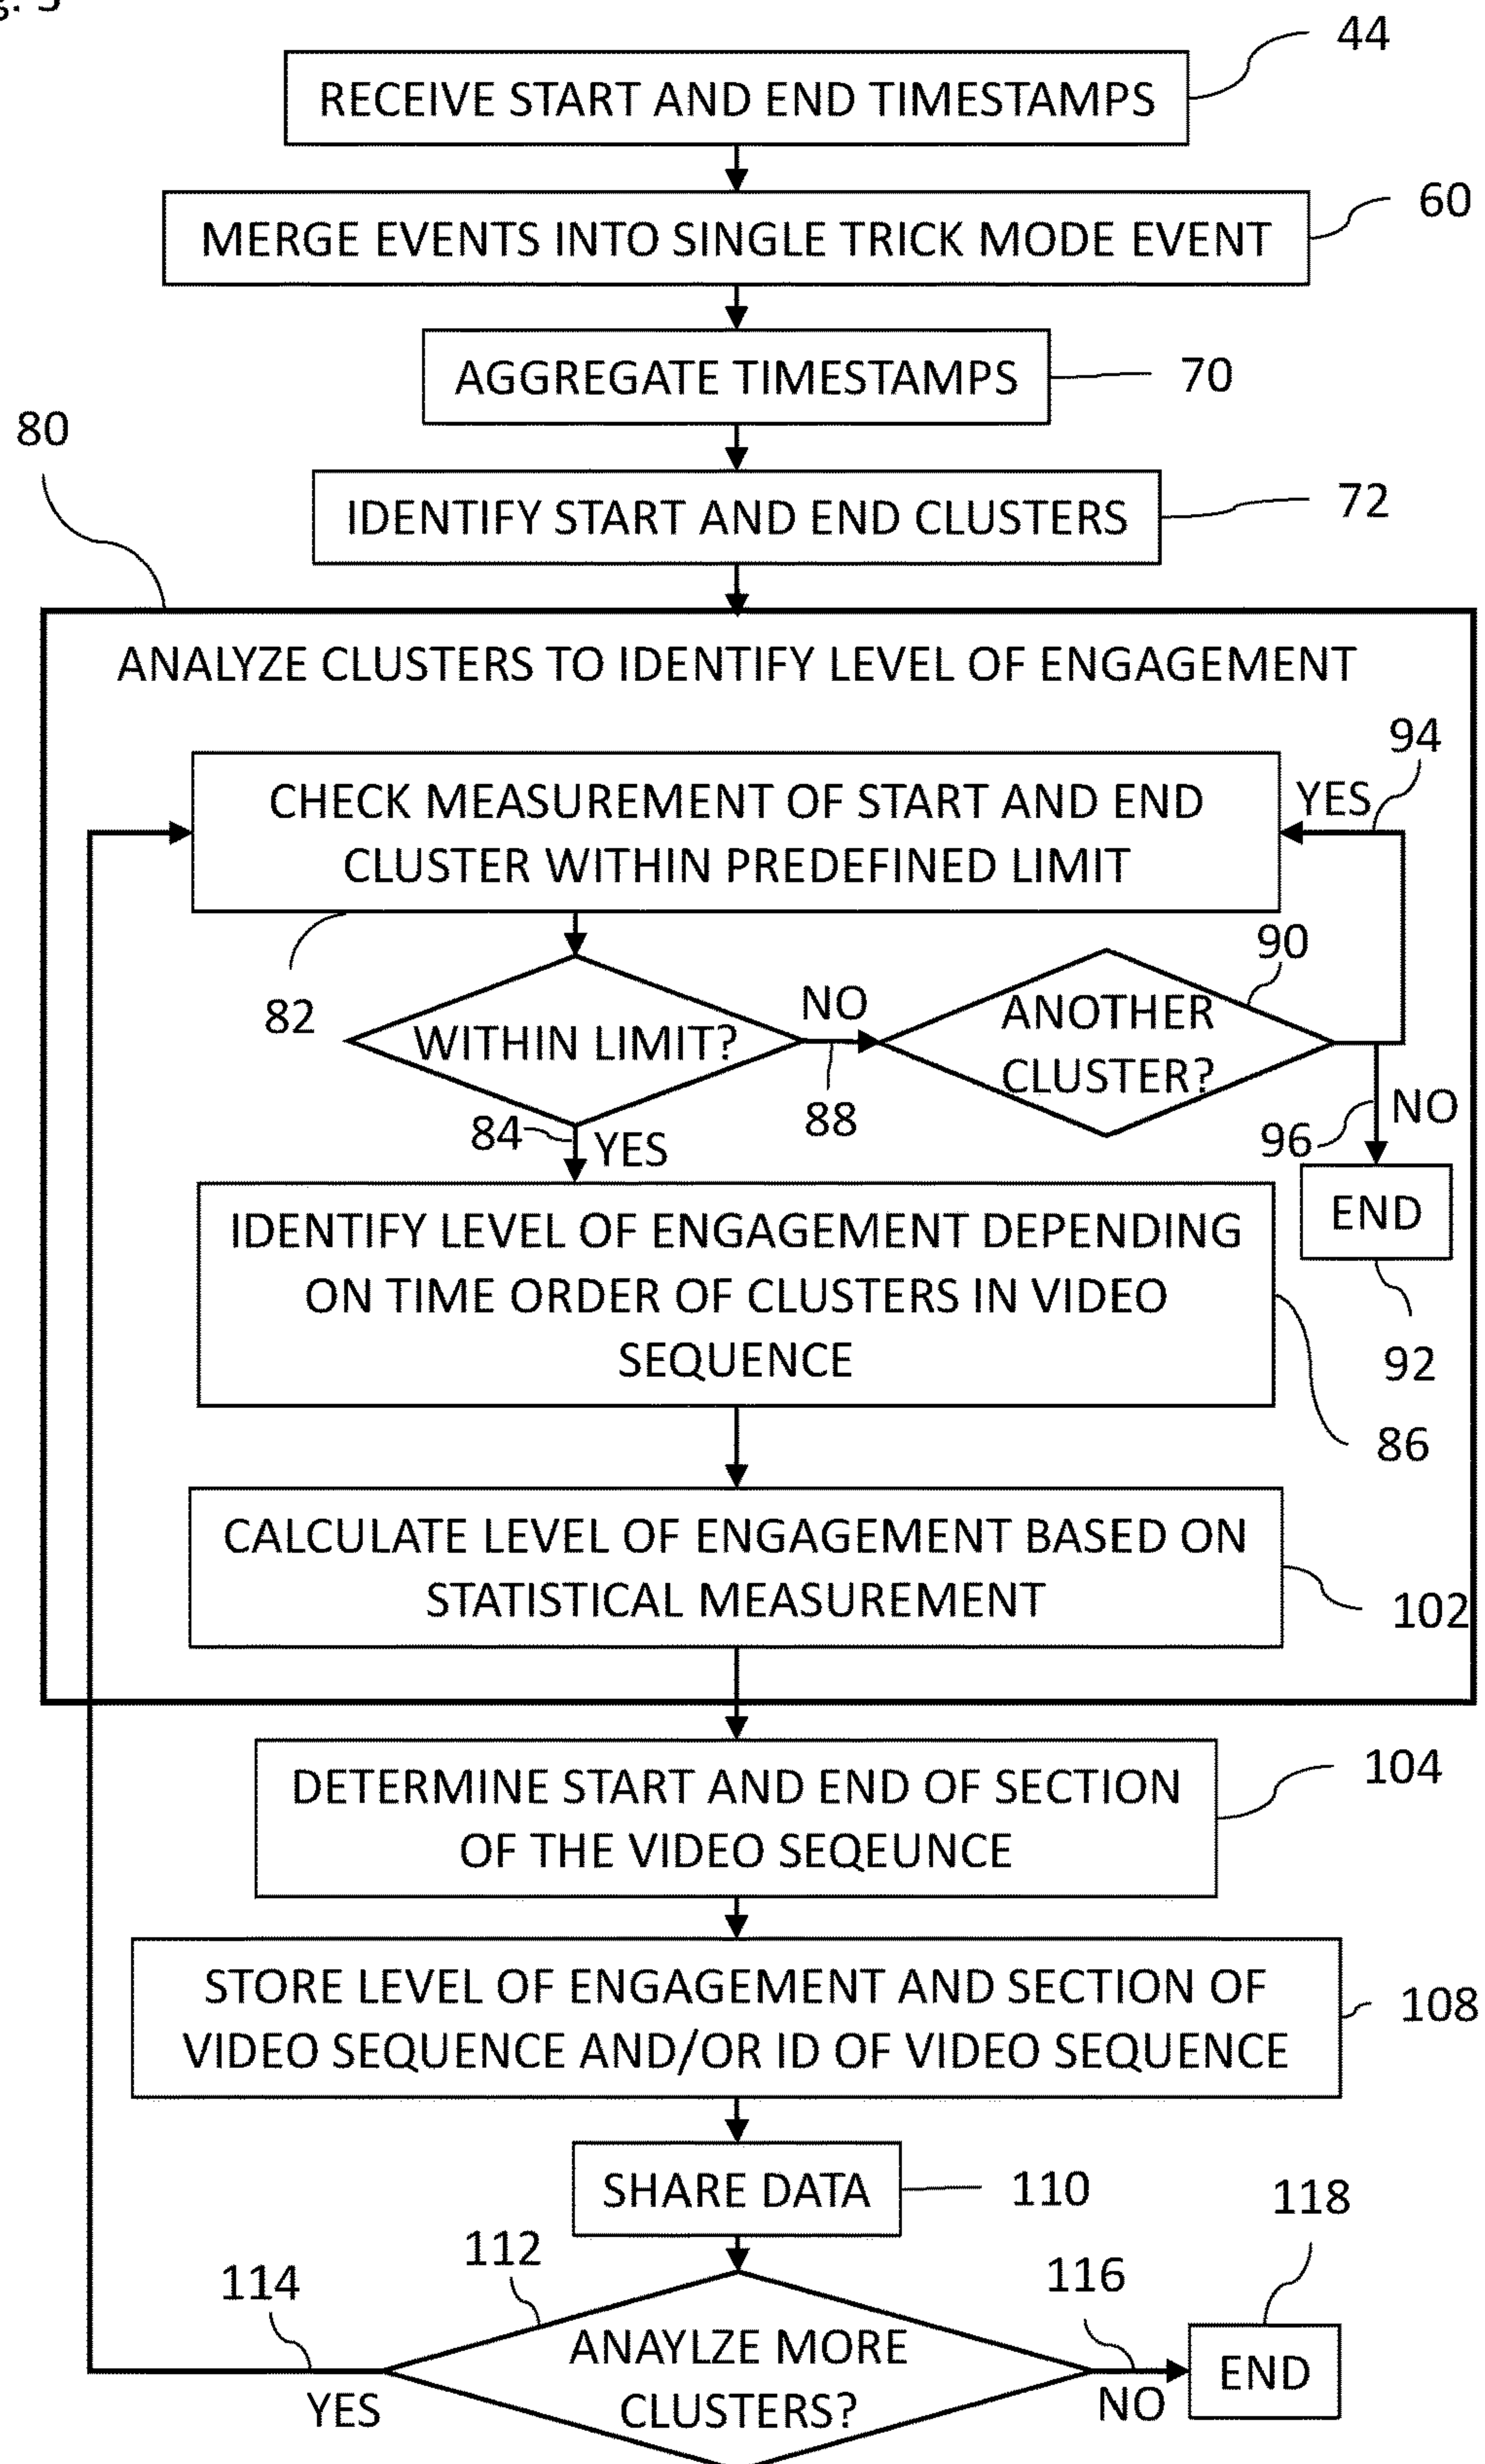 44
RECEIVE START AND END TIMESTAMPS
60
MERGE EVENTS INTO SINGLE TRICK MODE EVENT
AGGREGATE TIMESTAMPS
70
80
IDENTIFY START AND END CLUSTERS
72
ANALYZE CLUSTERS TO IDENTIFY LEVEL OF ENGAGEMENT
94
CHECK MEASUREMENT OF START AND END
CLUSTER WITHIN PREDEFINED LIMIT
YES
82
WITHIN LIMIT?
NO
88
90
ANOTHER
CLUSTER?
84
YES
96
NO
END
92
IDENTIFY LEVEL OF ENGAGEMENT DEPENDING
ON TIME ORDER OF CLUSTERS IN VIDEO
SEQUENCE
86
CALCULATE LEVEL OF ENGAGEMENT BASED ON
STATISTICAL MEASUREMENT
102
DETERMINE START AND END OF SECTION
OF THE VIDEO SEQEUNCE
104
STORE LEVEL OF ENGAGEMENT AND SECTION OF
VIDEO SEQUENCE AND/OR ID OF VIDEO SEQUENCE
108
SHARE DATA
110
118
112
114
116
ANAYLZE MORE
CLUSTERS?
YES
NO
END